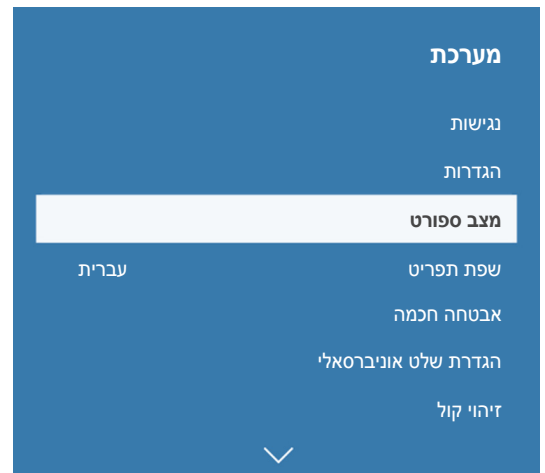 מערכת
נגישות
הגדרות
מצב ספורט
שפת תפריט עברית
אבטחה חכמה
הגדרת שלט אוניברסאלי
זיהוי קול